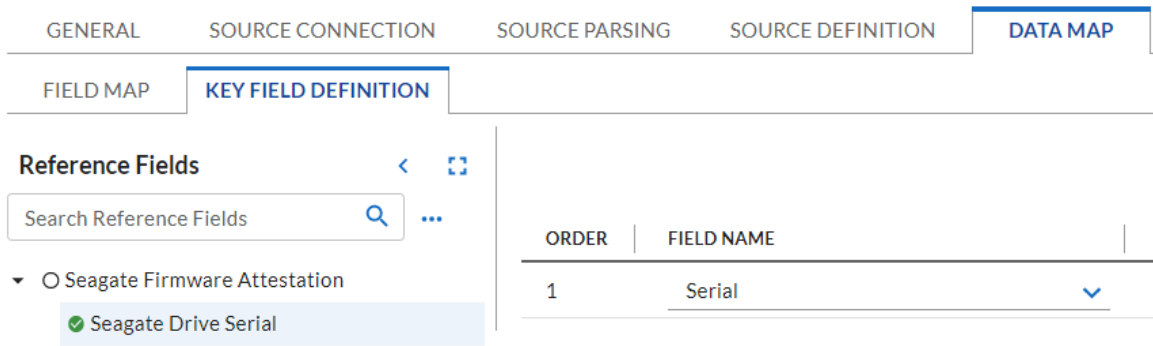 GENERAL SOURCE CONNECTION SOURCE PARSING SOURCE DEFINITION DATA MAP
FIELD MAP KEY FIELD DEFINITION
Reference Fields
Search Reference Fields
ORDER FIELD NAME
Seagate Firmware Attestation
1 Serial
Seagate Drive Serial